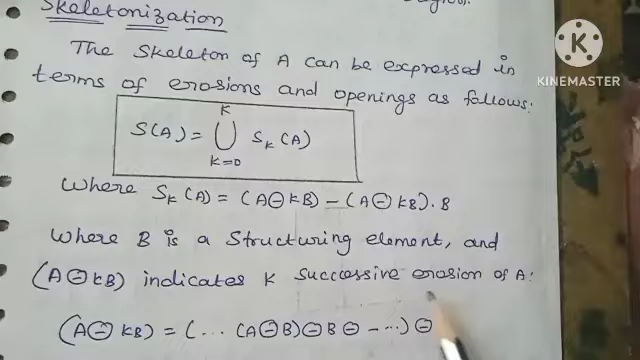 Skeletonization
The Skeleton of A can be expressed in
terms of erosions and openings as follows:
K
S(A) = ⋃ Sₖ(A)
K=0
Where Sₖ(A) = (A⊖KB) − (A⊖KB)·B
Where B is a Structuring element, and
(A⊖KB) indicates K Successive erosion of A:
(A⊖KB) = (... (A⊖B)⊖B⊖ - ...)⊖
K
KINEMASTER